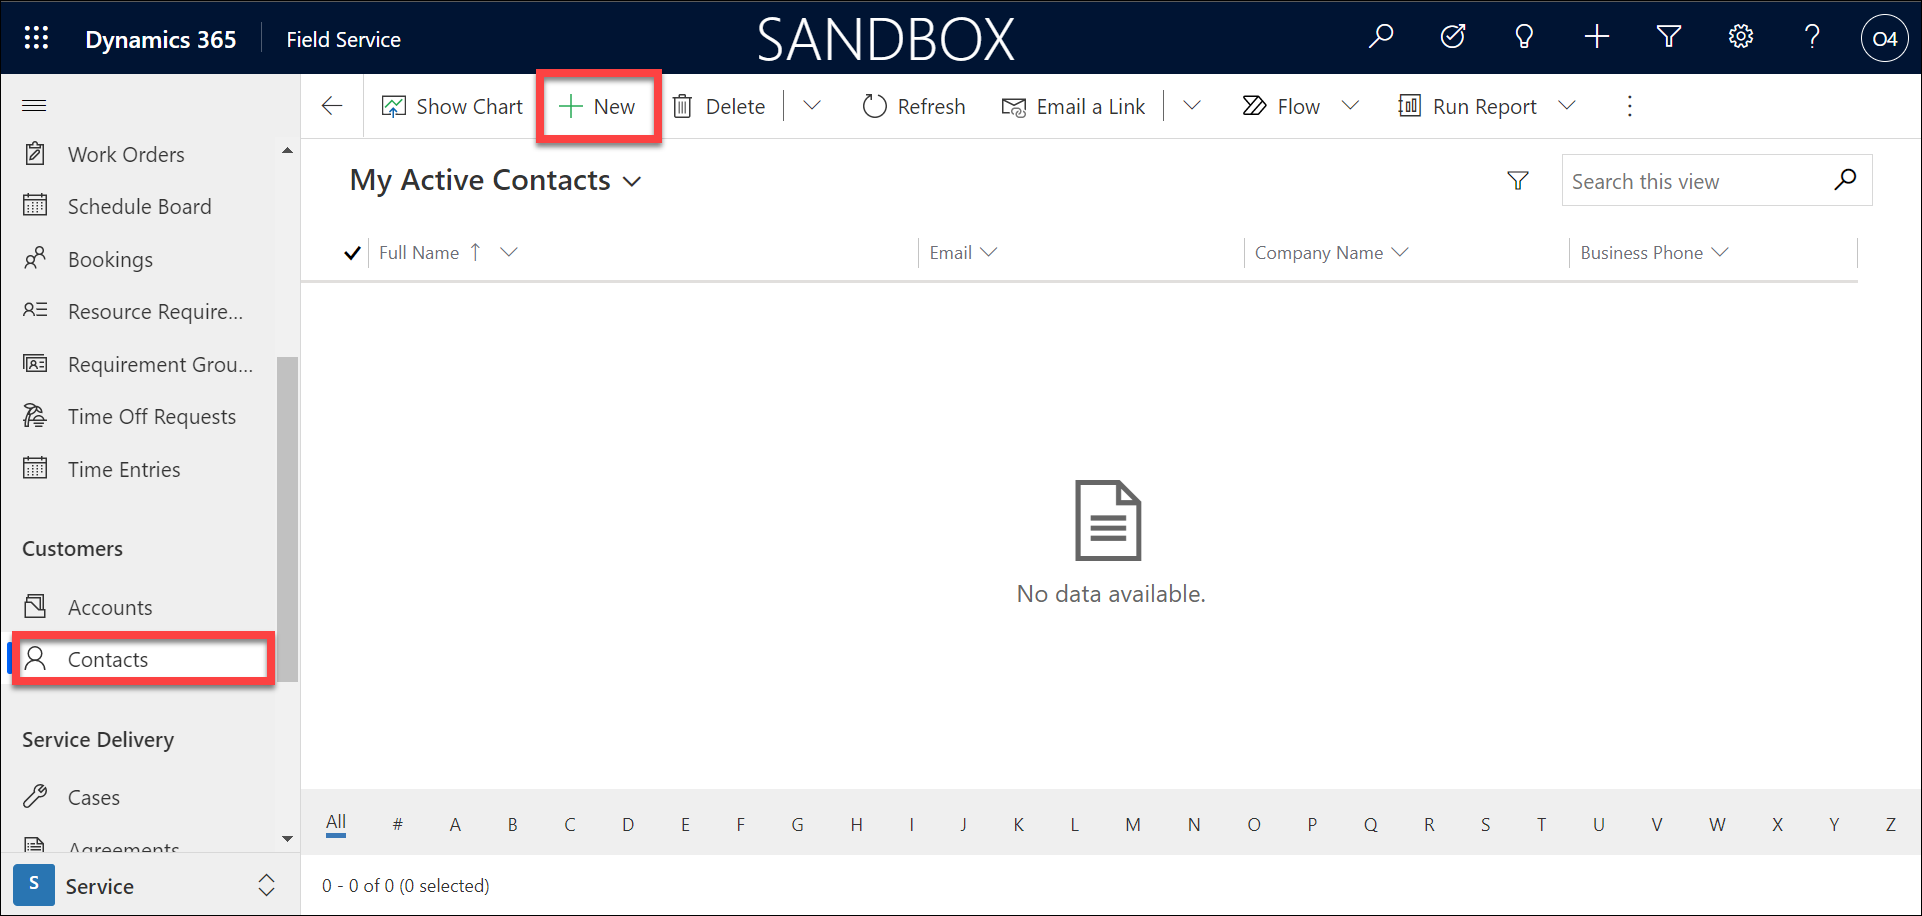 Dynamics 365
Field Service
SANDBOX
O4
Show Chart
New
Delete
Refresh
Email a Link
Flow
Run Report
Work Orders
Schedule Board
Bookings
Resource Require...
Requirement Grou...
Time Off Requests
Time Entries
Customers
Accounts
Contacts
Service Delivery
Cases
Agreements
S Service
My Active Contacts
Search this view
Full Name Email Company Name Business Phone
No data available.
All # A B C D E F G H I J K L M N O P Q R S T U V W X Y Z
0 - 0 of 0 (0 selected)